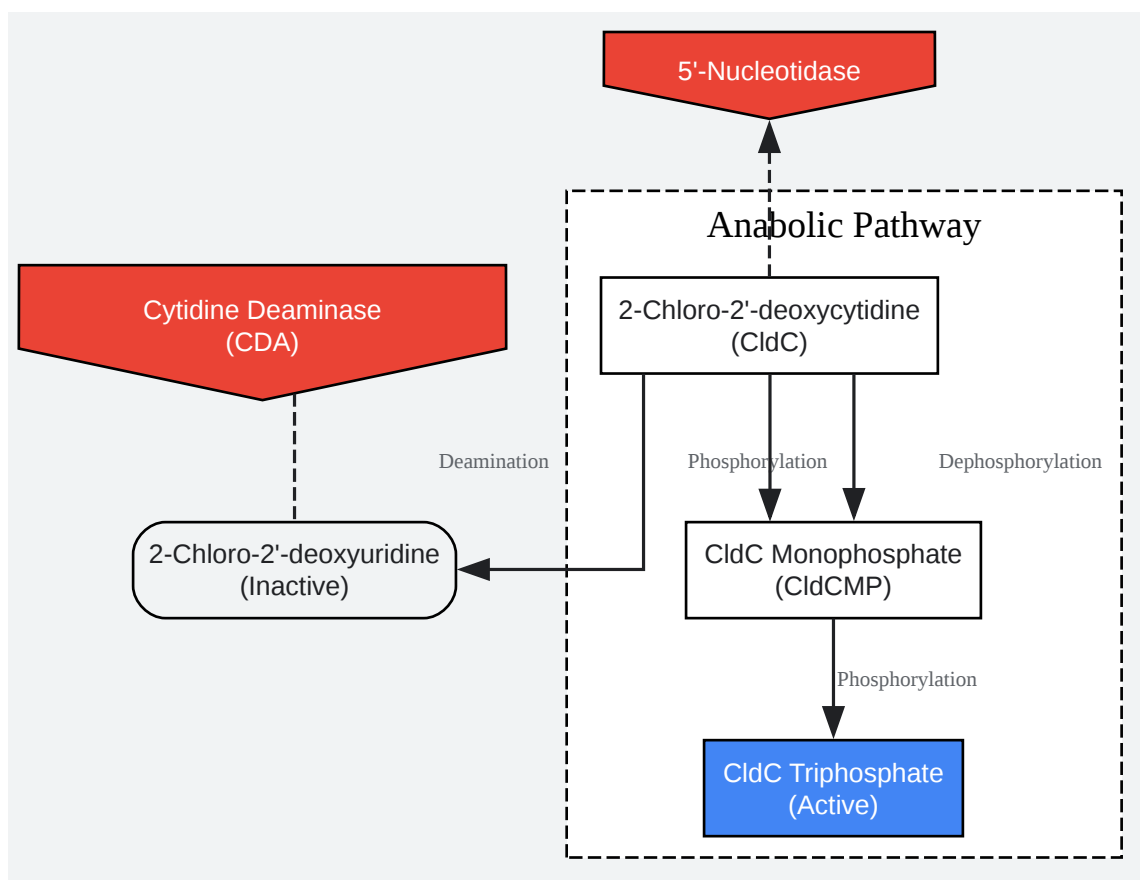 5'-Nucleotidase
Anabolic Pathway
Cytidine Deaminase
(CDA)
2-Chloro-2'-deoxycytidine
(CldC)
Deamination
Phosphorylation
Dephosphorylation
2-Chloro-2'-deoxyuridine
(Inactive)
CldC Monophosphate
(CldCMP)
Phosphorylation
CldC Triphosphate
(Active)